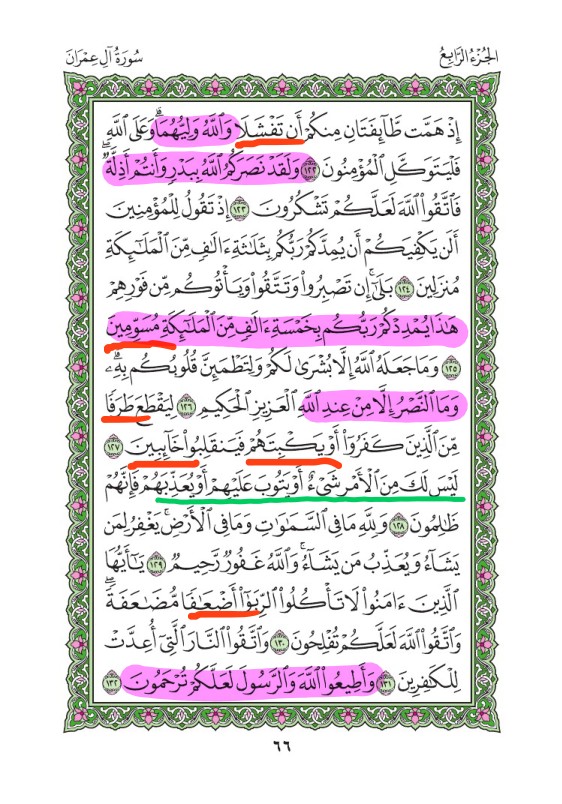 سُورَةُ آلِ عِمۡرَانَ
الجُزۡءُ الرَّابِعُ
إِذۡ هَمَّت طَّآئِفَتَانِ مِنكُمۡ أَن تَفۡشَلَا وَٱللَّهُ وَلِيُّهُمَاۗ وَعَلَى ٱللَّهِ
فَلۡيَتَوَكَّلِ ٱلۡمُؤۡمِنُونَ ١٢٢ وَلَقَدۡ نَصَرَكُمُ ٱللَّهُ بِبَدۡرٖ وَأَنتُمۡ أَذِلَّةٞۖ
فَٱتَّقُواْ ٱللَّهَ لَعَلَّكُمۡ تَشۡكُرُونَ ١٢٣ إِذۡ تَقُولُ لِلۡمُؤۡمِنِينَ
أَلَن يَكۡفِيَكُمۡ أَن يُمِدَّكُمۡ رَبُّكُم بِثَلَٰثَةِ ءَالَٰفٖ مِّنَ ٱلۡمَلَٰٓئِكَةِ
مُنزَلِينَ ١٢٤ بَلَىٰٓۚ إِن تَصۡبِرُواْ وَتَتَّقُواْ وَيَأۡتُوكُم مِّن فَوۡرِهِمۡ
هَٰذَا يُمۡدِدۡكُمۡ رَبُّكُم بِخَمۡسَةِ ءَالَٰفٖ مِّنَ ٱلۡمَلَٰٓئِكَةِ مُسَوِّمِينَ
١٢٥ وَمَا جَعَلَهُ ٱللَّهُ إِلَّا بُشۡرَىٰ لَكُمۡ وَلِتَطۡمَئِنَّ قُلُوبُكُم بِهِۦۗ
وَمَا ٱلنَّصۡرُ إِلَّا مِنۡ عِندِ ٱللَّهِ ٱلۡعَزِيزِ ٱلۡحَكِيمِ ١٢٦ لِيَقۡطَعَ طَرَفٗا
مِّنَ ٱلَّذِينَ كَفَرُوٓاْ أَوۡ يَكۡبِتَهُمۡ فَيَنقَلِبُواْ خَآئِبِينَ ١٢٧
لَيۡسَ لَكَ مِنَ ٱلۡأَمۡرِ شَيۡءٌ أَوۡ يَتُوبَ عَلَيۡهِمۡ أَوۡ يُعَذِّبَهُمۡ فَإِنَّهُمۡ
ظَٰلِمُونَ ١٢٨ وَلِلَّهِ مَا فِي ٱلسَّمَٰوَٰتِ وَمَا فِي ٱلۡأَرۡضِۚ يَغۡفِرُ لِمَن
يَشَآءُ وَيُعَذِّبُ مَن يَشَآءُۚ وَٱللَّهُ غَفُورٞ رَّحِيمٞ ١٢٩ يَٰٓأَيُّهَا
ٱلَّذِينَ ءَامَنُواْ لَا تَأۡكُلُواْ ٱلرِّبَوٰٓاْ أَضۡعَٰفٗا مُّضَٰعَفَةٗۖ
وَٱتَّقُواْ ٱللَّهَ لَعَلَّكُمۡ تُفۡلِحُونَ ١٣٠ وَٱتَّقُواْ ٱلنَّارَ ٱلَّتِيٓ أُعِدَّتۡ
لِلۡكَٰفِرِينَ ١٣١ وَأَطِيعُواْ ٱللَّهَ وَٱلرَّسُولَ لَعَلَّكُمۡ تُرۡحَمُونَ ١٣٢
٦٦